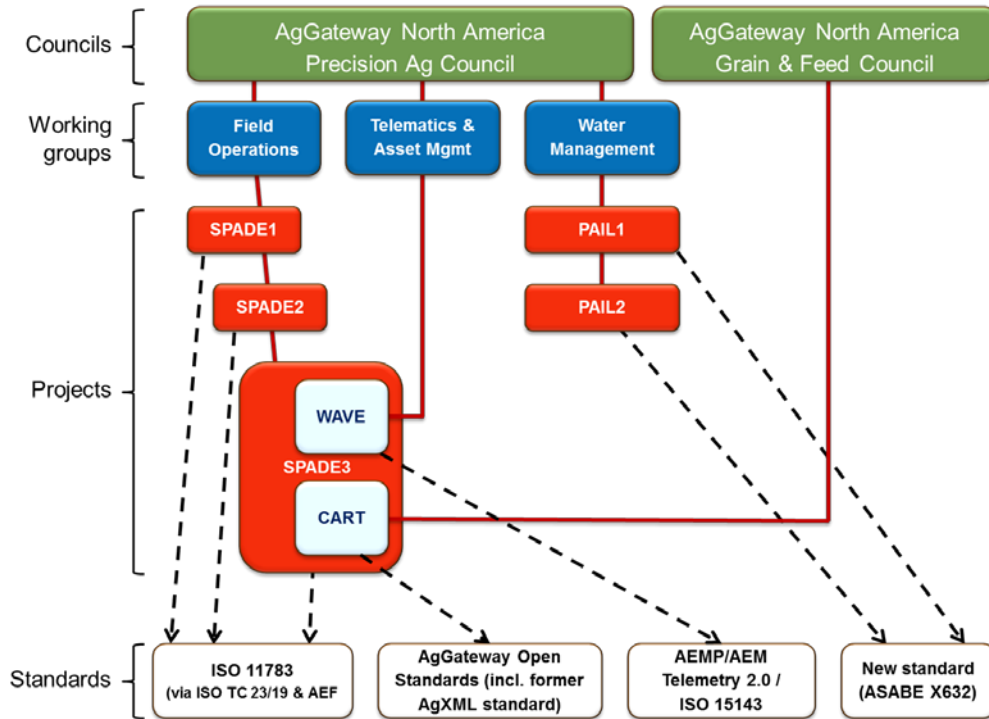 Councils
AgGateway North America
Precision Ag Council
AgGateway North America
Grain & Feed Council
Working
groups
Field
Operations
Telematics &
Asset Mgmt
Water
Management
Projects
SPADE1
PAIL1
SPADE2
PAIL2
WAVE
SPADE3
CART
Standards
ISO 11783
(via ISO TC 23/19 & AEF)
AgGateway Open
Standards (incl. former
AgXML standard)
AEMP/AEM
Telemetry 2.0 /
ISO 15143
New standard
(ASABE X632)